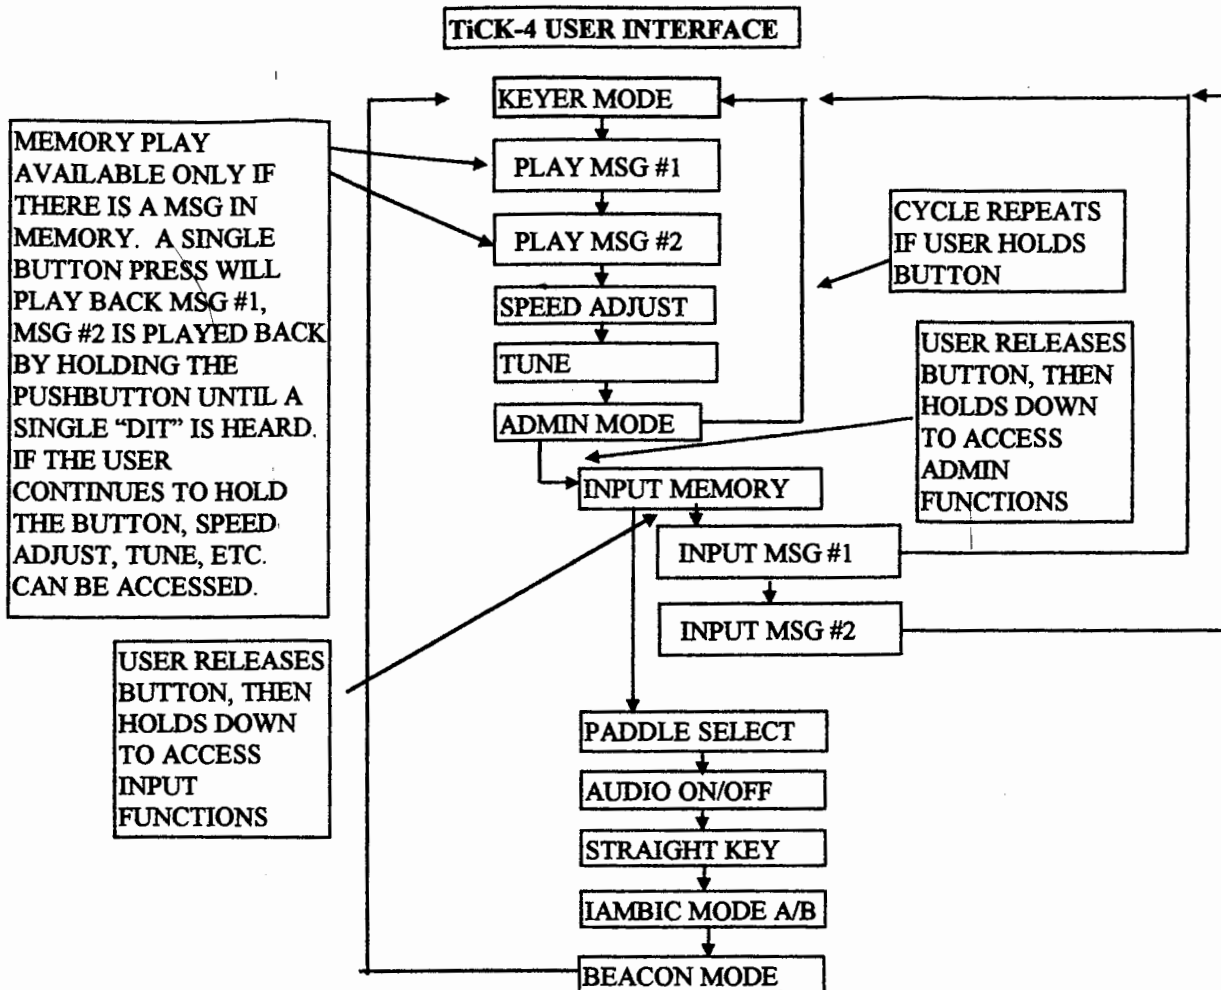 TiCK-4 USER INTERFACE
KEYER MODE
PLAY MSG #1
PLAY MSG #2
SPEED ADJUST
TUNE
ADMIN MODE
INPUT MEMORY
INPUT MSG #1
INPUT MSG #2
PADDLE SELECT
AUDIO ON/OFF
STRAIGHT KEY
IAMBIC MODE A/B
BEACON MODE
MEMORY PLAY
AVAILABLE ONLY IF
THERE IS A MSG IN
MEMORY. A SINGLE
BUTTON PRESS WILL
PLAY BACK MSG #1,
MSG #2 IS PLAYED BACK
BY HOLDING THE
PUSHBUTTON UNTIL A
SINGLE “DIT” IS HEARD.
IF THE USER
CONTINUES TO HOLD
THE BUTTON, SPEED
ADJUST, TUNE, ETC.
CAN BE ACCESSED.
CYCLE REPEATS
IF USER HOLDS
BUTTON
USER RELEASES
BUTTON, THEN
HOLDS DOWN
TO ACCESS
ADMIN
FUNCTIONS
USER RELEASES
BUTTON, THEN
HOLDS DOWN
TO ACCESS
INPUT
FUNCTIONS